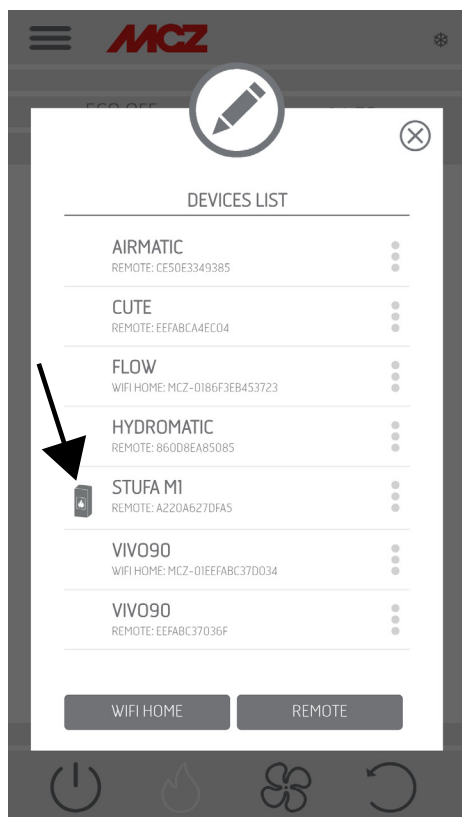 MCZ
DEVICES LIST
AIRMATIC
REMOTE: CE50E3349385
CUTE
REMOTE: EEFABCA4EC04
FLOW
WIFI HOME: MCZ-0186F3EB453723
HYDROMATIC
REMOTE: 860D8EA85085
STUFA M1
REMOTE: A220A627DFA5
VIVO90
WIFI HOME: MCZ-01EEFABC37D034
VIVO90
REMOTE: EEFABC37036F
WIFI HOME
REMOTE